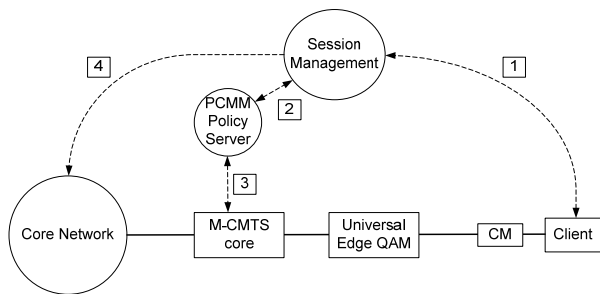 Session
Management
4
1
2
PCMM
Policy
Server
3
Core Network
M-CMTS
core
Universal
Edge QAM
CM
Client